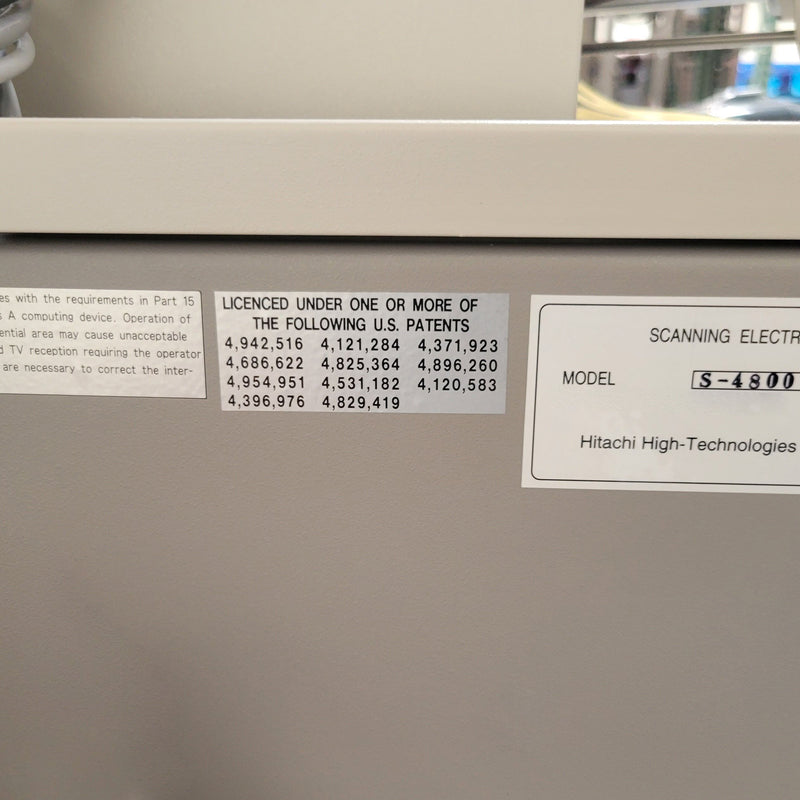 es with the requirements in Part 15
s A computing device. Operation of
ential area may cause unacceptable
d TV reception requiring the operator
are necessary to correct the inter-
LICENCED UNDER ONE OR MORE OF
THE FOLLOWING U.S. PATENTS
4,942,516 4,121,284 4,371,923
4,686,622 4,825,364 4,896,260
4,954,951 4,531,182 4,120,583
4,396,976 4,829,419
SCANNING ELECTR
MODEL S-4800
Hitachi High-Technologies